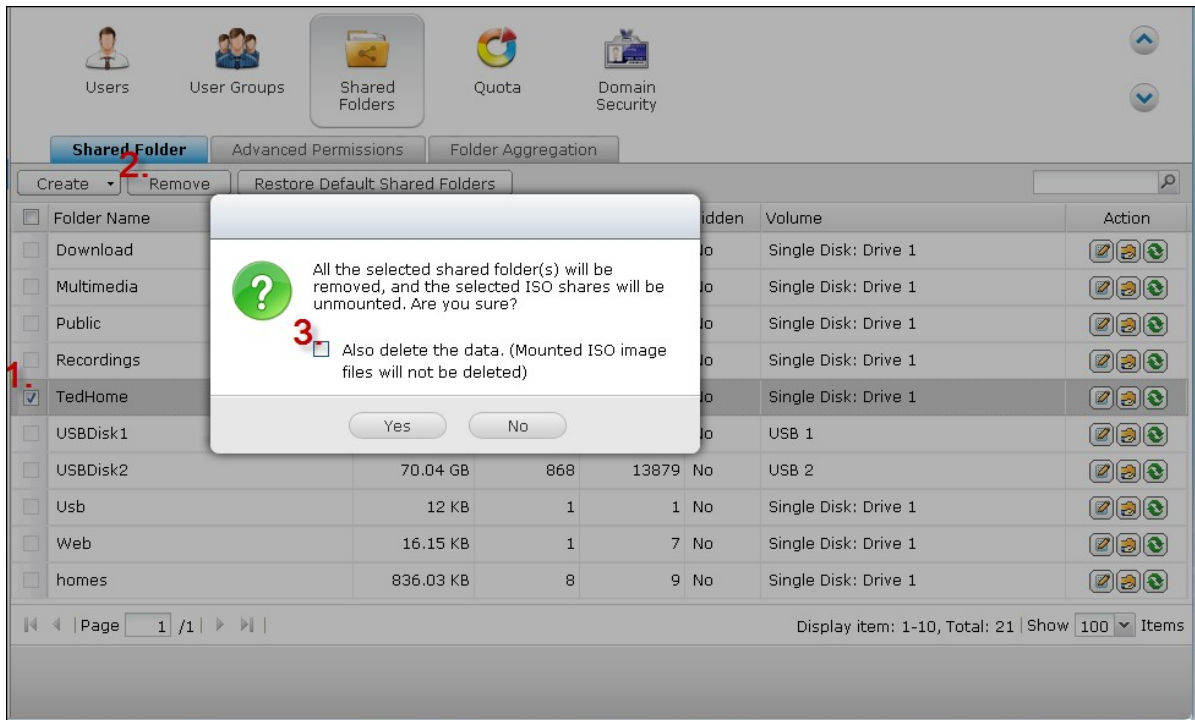 Users
User Groups
Shared
Folders
Quota
Domain
Security
Shared Folder
Advanced Permissions
Folder Aggregation
2.
Create
Remove
Restore Default Shared Folders
Folder Name
idden
Volume
Action
Download
No
Single Disk: Drive 1
Multimedia
No
Single Disk: Drive 1
Public
No
Single Disk: Drive 1
Recordings
No
Single Disk: Drive 1
1.
TedHome
No
Single Disk: Drive 1
USBDisk1
No
USB 1
All the selected shared folder(s) will be
removed, and the selected ISO shares will be
unmounted. Are you sure?
3.
Also delete the data. (Mounted ISO image
files will not be deleted)
Yes
No
USBDisk2 70.04 GB 868 13879 No USB 2
Usb 12 KB 1 1 No Single Disk: Drive 1
Web 16.15 KB 1 7 No Single Disk: Drive 1
homes 836.03 KB 8 9 No Single Disk: Drive 1
Page 1 /1
Display item: 1-10, Total: 21 Show 100 Items